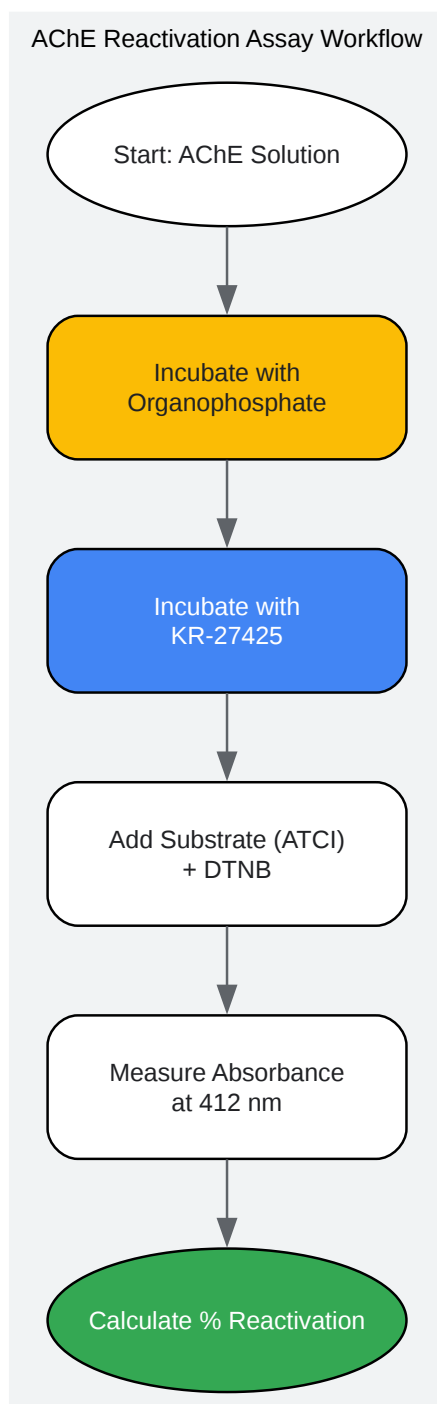 AChE Reactivation Assay Workflow
Start: AChE Solution
Incubate with
Organophosphate
Incubate with
KR-27425
Add Substrate (ATCI)
+ DTNB
Measure Absorbance
at 412 nm
Calculate % Reactivation